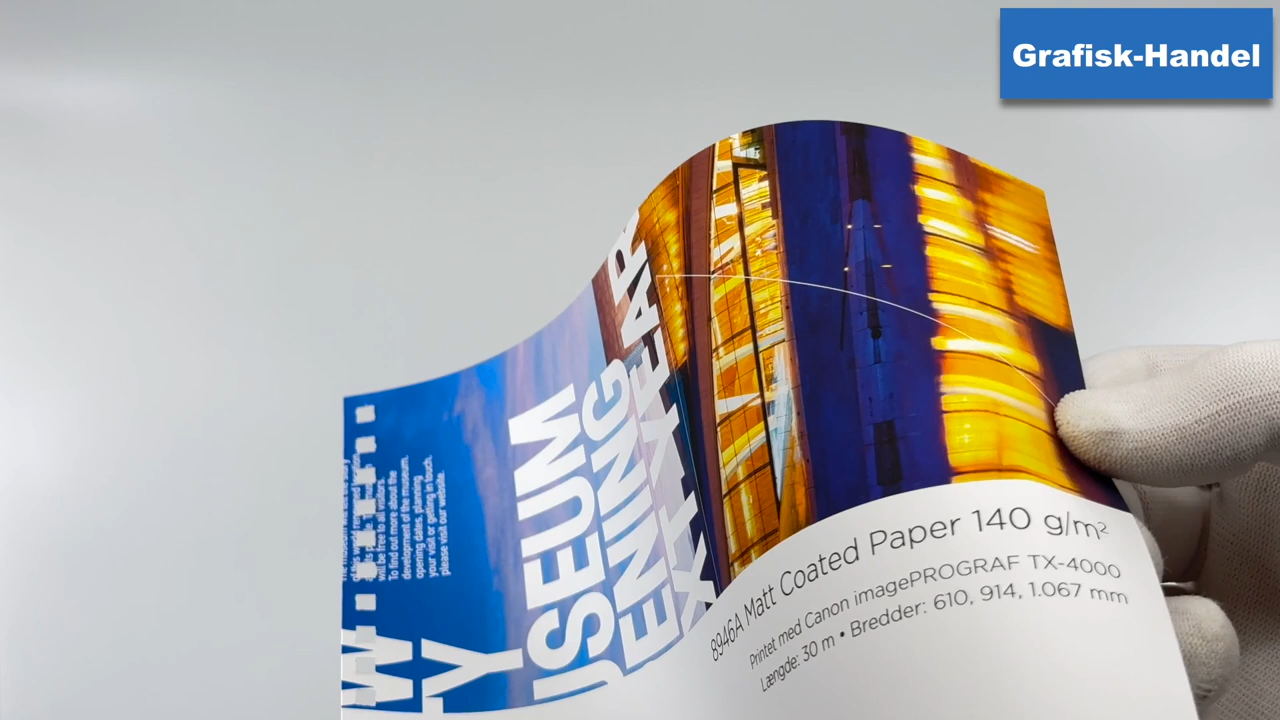 Grafisk-Handel
will be free to all visitors.
To find out more about the
development of the museum,
opening dates, planning
your visit or getting in touch,
please visit our website.
W
TY
USEUM
ENING
XT YEAR
8946A Matt Coated Paper 140 g/m²
Printet med Canon imagePROGRAF TX-4000
Længde: 30 m • Bredder: 610, 914, 1.067 mm